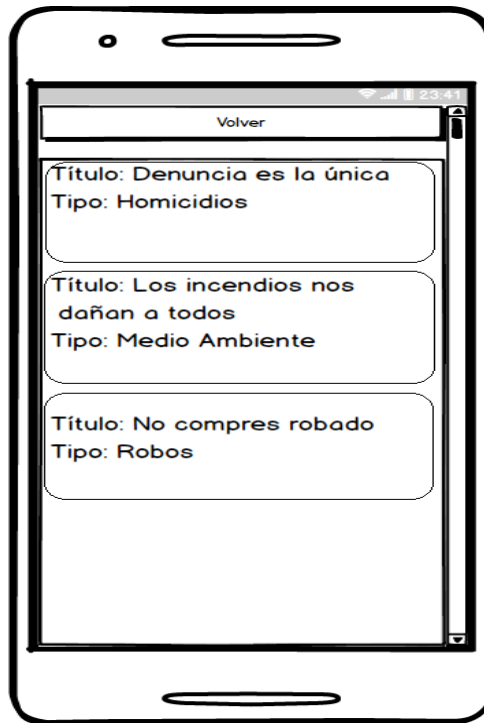 23:41
Volver
Título: Denuncia es la única
Tipo: Homicidios
Título: Los incendios nos
dañan a todos
Tipo: Medio Ambiente
Título: No compres robado
Tipo: Robos